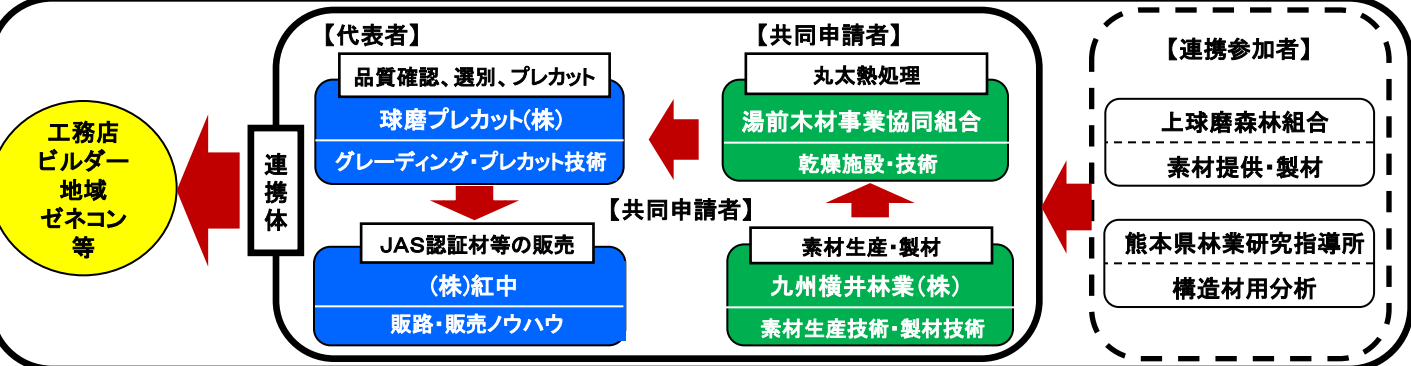 工務店
ビルダー
地域
ゼネコン
等
連携体
【代表者】
品質確認、選別、プレカット
球磨プレカット(株)
グレーディング・プレカット技術
JAS認証材等の販売
(株)紅中
販路・販売ノウハウ
【共同申請者】
丸太熱処理
湯前木材事業協同組合
乾燥施設・技術
【共同申請者】
素材生産・製材
九州横井林業(株)
素材生産技術・製材技術
【連携参加者】
上球磨森林組合
素材提供・製材
熊本県林業研究指導所
構造材用分析